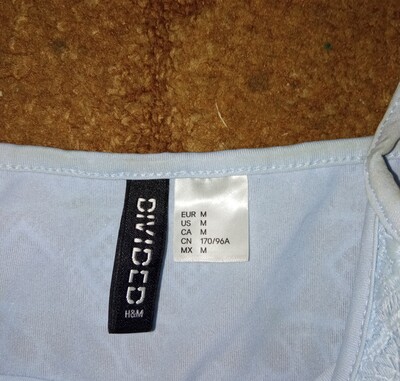 DIVIDED
H&M
EUR M
US M
CA M
CN 170/96A
MX M